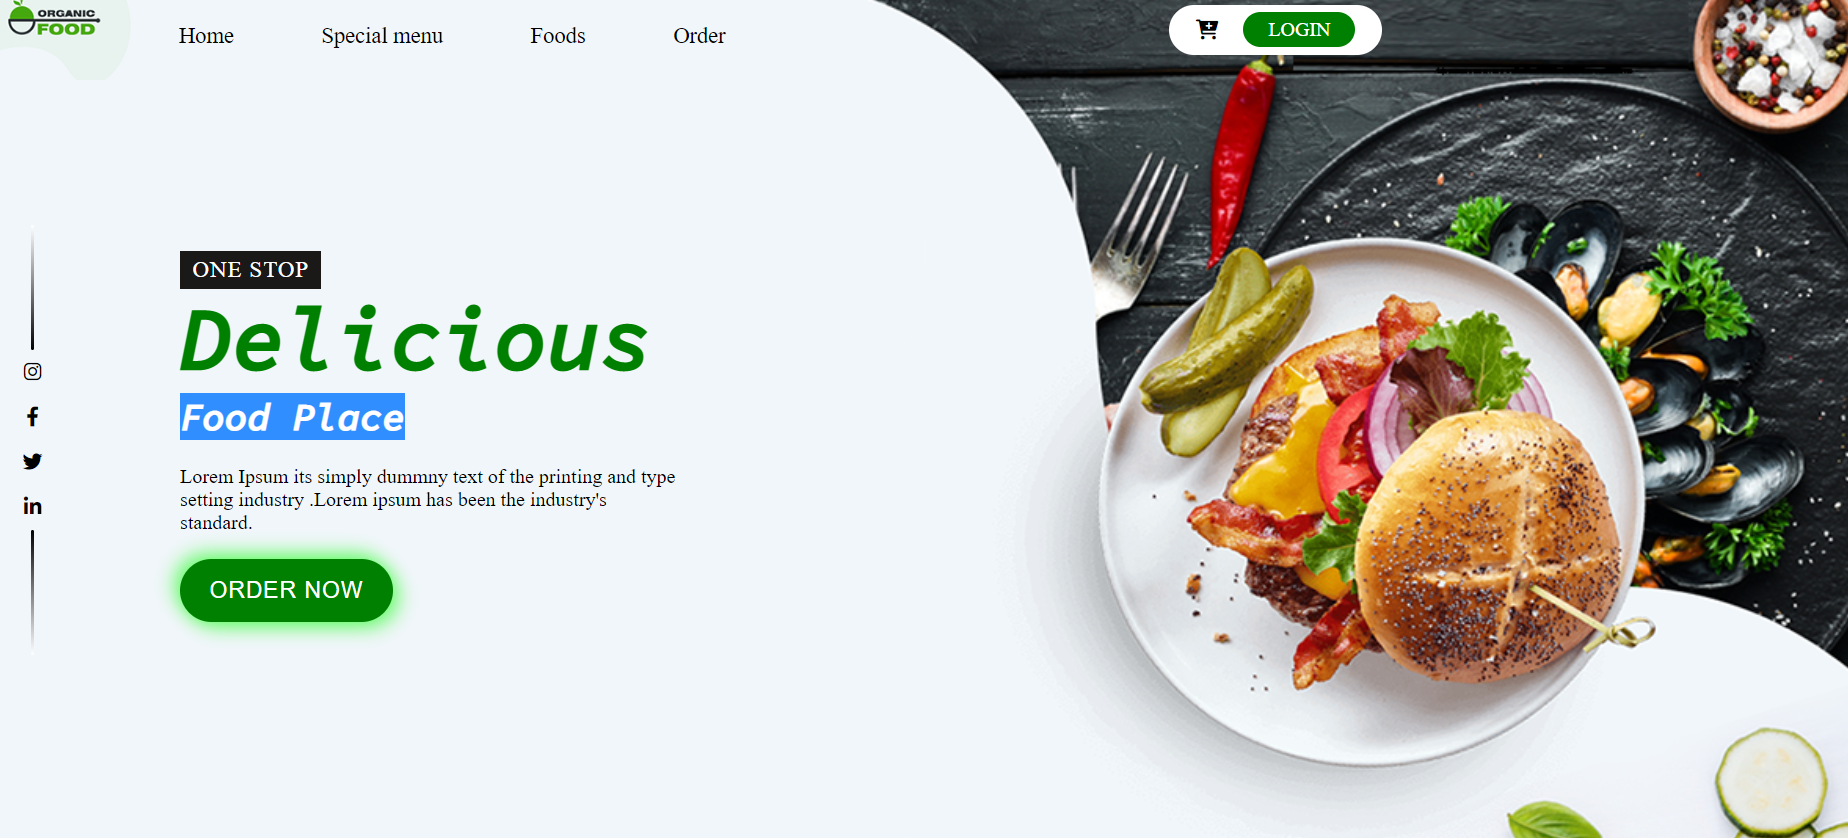 ORGANIC
FOOD
Home
Special menu
Foods
Order
LOGIN
ONE STOP
Delicious
Food Place
Lorem Ipsum its simply dummny text of the printing and type
setting industry .Lorem ipsum has been the industry's
standard.
ORDER NOW